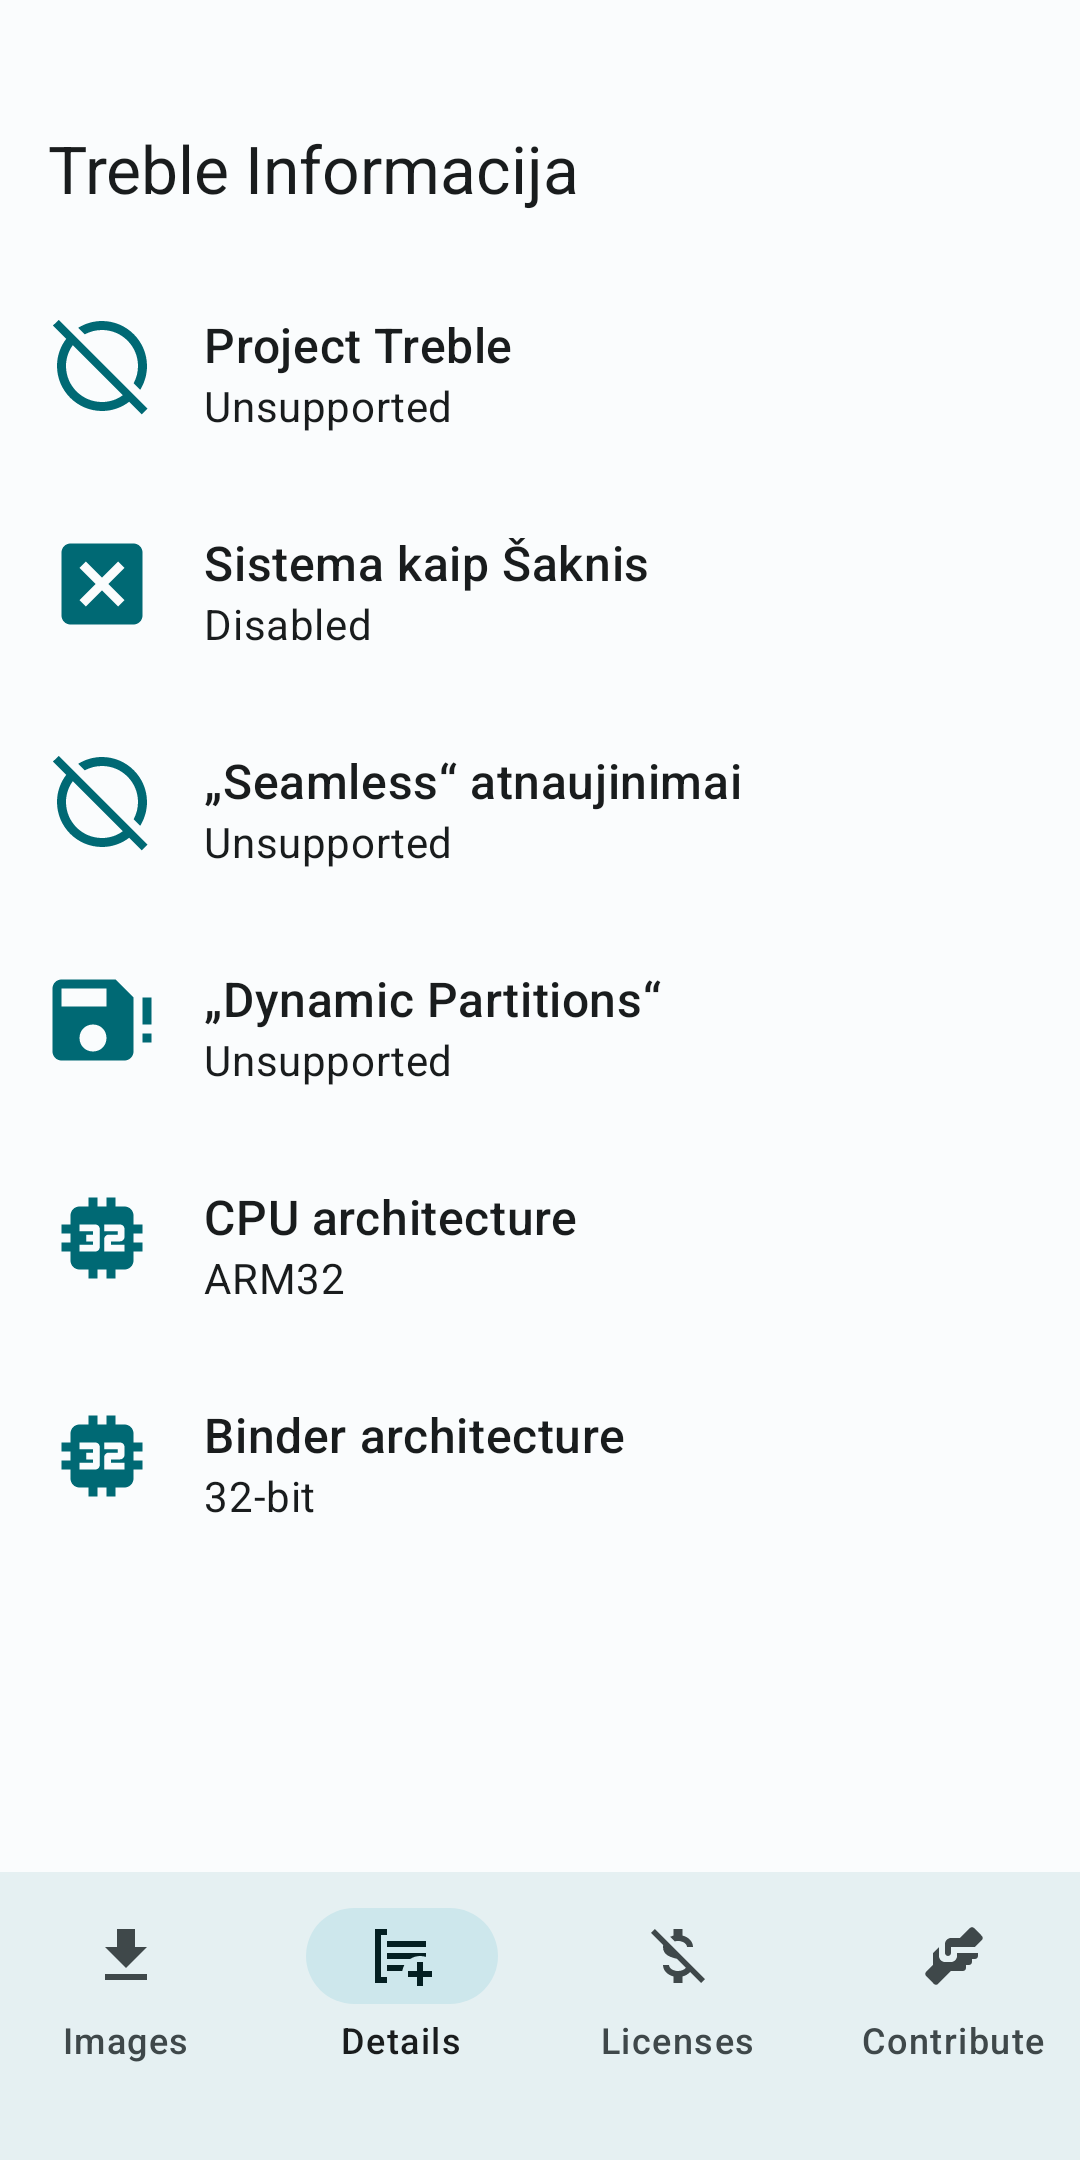 Treble Informacija
Project Treble
Unsupported
Sistema kaip Šaknis
Disabled
„Seamless“ atnaujinimai
Unsupported
„Dynamic Partitions“
Unsupported
32
CPU architecture
ARM32
32
Binder architecture
32-bit
Images
Details
Licenses
Contribute